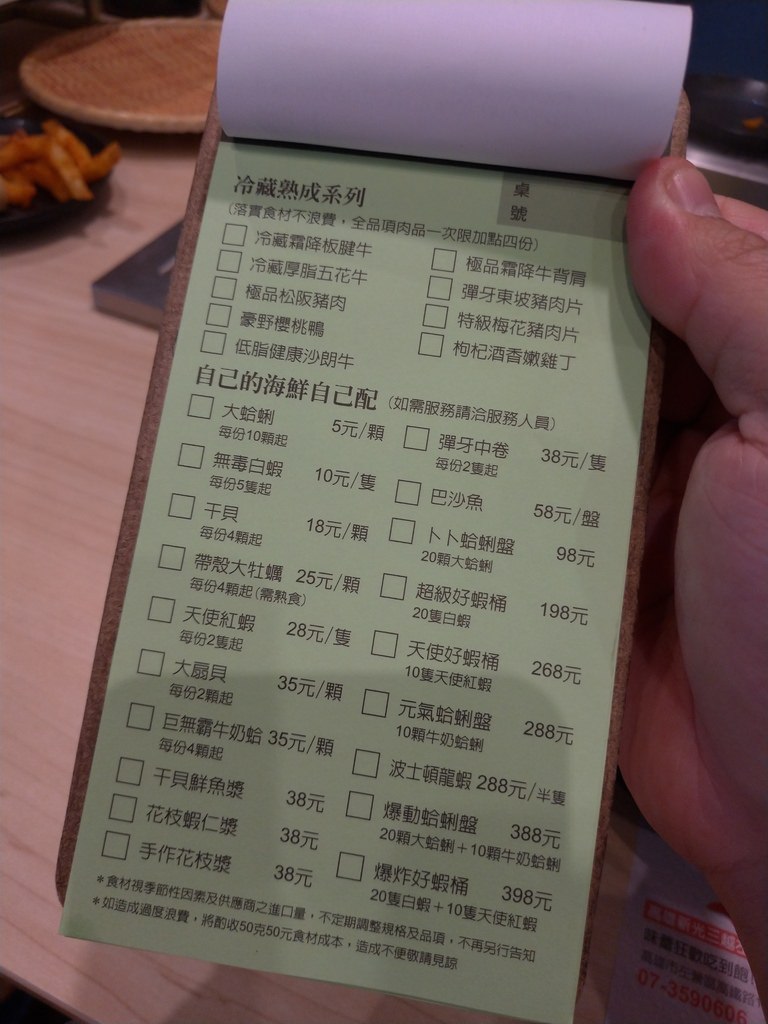 桌號
冷藏熟成系列
(落實食材不浪費，全品項肉品一次限加點四份)
冷藏霜降板腱牛
冷藏厚脂五花牛
極品松阪豬肉
豪野櫻桃鴨
低脂健康沙朗牛
極品霜降牛背肩
彈牙東坡豬肉片
特級梅花豬肉片
枸杞酒香嫩雞丁
自己的海鮮自己配 (如需服務請洽服務人員)
大蛤蜊 5元/顆
每份10顆起
無毒白蝦 10元/隻
每份5隻起
干貝 18元/顆
每份4顆起
帶殼大牡蠣 25元/顆
每份4顆起(需熟食)
天使紅蝦 28元/隻
每份2隻起
大扇貝 35元/顆
每份2顆起
巨無霸牛奶蛤 35元/顆
每份4顆起
干貝鮮魚漿 38元
花枝蝦仁漿 38元
手作花枝漿 38元
彈牙中卷 38元/隻
每份2隻起
巴沙魚 58元/盤
卜卜蛤蜊盤 98元
20顆大蛤蜊
超級好蝦桶 198元
20隻白蝦
天使好蝦桶 268元
10隻天使紅蝦
元氣蛤蜊盤 288元
10顆牛奶蛤蜊
波士頓龍蝦 288元/半隻
爆動蛤蜊盤 388元
20顆大蛤蜊＋10顆牛奶蛤蜊
爆炸好蝦桶 398元
20隻白蝦＋10隻天使紅蝦
*食材視季節性因素及供應商之進口量，不定期調整規格及品項，不再另行告知
*如造成過度浪費，將酌收50克50元食材成本，造成不便敬請見諒
味蕾狂歡吃到飽
高雄市左營區高鐵路
07-3590606